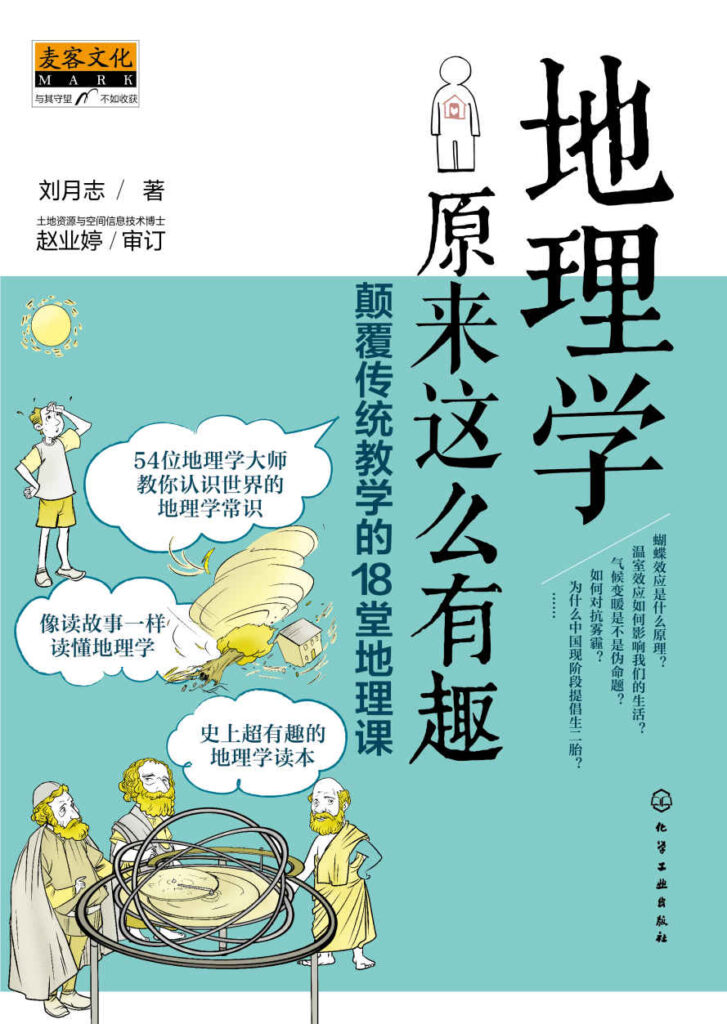 麦客文化
MARK
与其守望 不如收获
地理学
原来这么有趣
颠覆传统教学的18堂地理课
刘月志 / 著
土地资源与空间信息技术博士
赵业婷 / 审订
54位地理学大师
教你认识世界的
地理学常识
像读故事一样
读懂地理学
史上超有趣的
地理学读本
蝴蝶效应是什么原理？
温室效应如何影响我们的生活？
气候变暖是不是伪命题？
如何对抗雾霾？
为什么中国现阶段提倡生二胎？
……
化学工业出版社